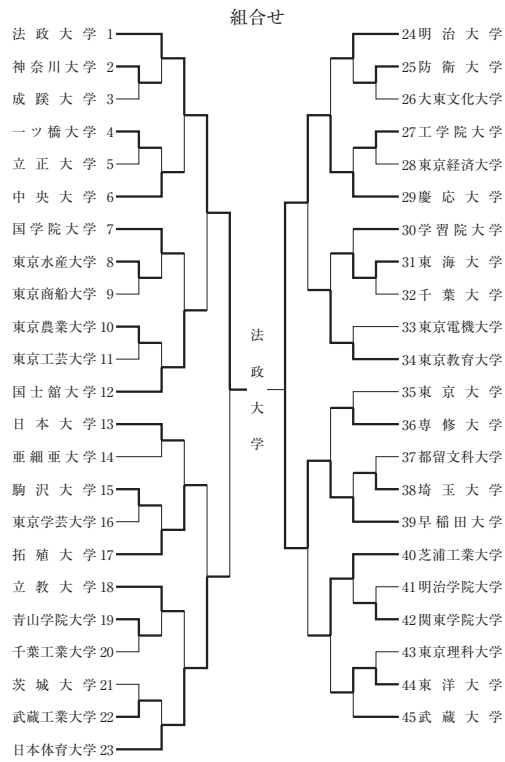 組合せ
法政大学 1
神奈川大学 2
成蹊大学 3
一ツ橋大学 4
立正大学 5
中央大学 6
国学院大学 7
東京水産大学 8
東京商船大学 9
東京農業大学 10
東京工芸大学 11
国士舘大学 12
日本大学 13
亜細亜大学 14
駒沢大学 15
東京学芸大学 16
拓殖大学 17
立教大学 18
青山学院大学 19
千葉工業大学 20
茨城大学 21
武蔵工業大学 22
日本体育大学 23
法政大学
24 明治大学
25 防衛大学
26 大東文化大学
27 工学院大学
28 東京経済大学
29 慶応大学
30 学習院大学
31 東海大学
32 千葉大学
33 東京電機大学
34 東京教育大学
35 東京大学
36 専修大学
37 都留文科大学
38 埼玉大学
39 早稲田大学
40 芝浦工業大学
41 明治学院大学
42 関東学院大学
43 東京理科大学
44 東洋大学
45 武蔵大学